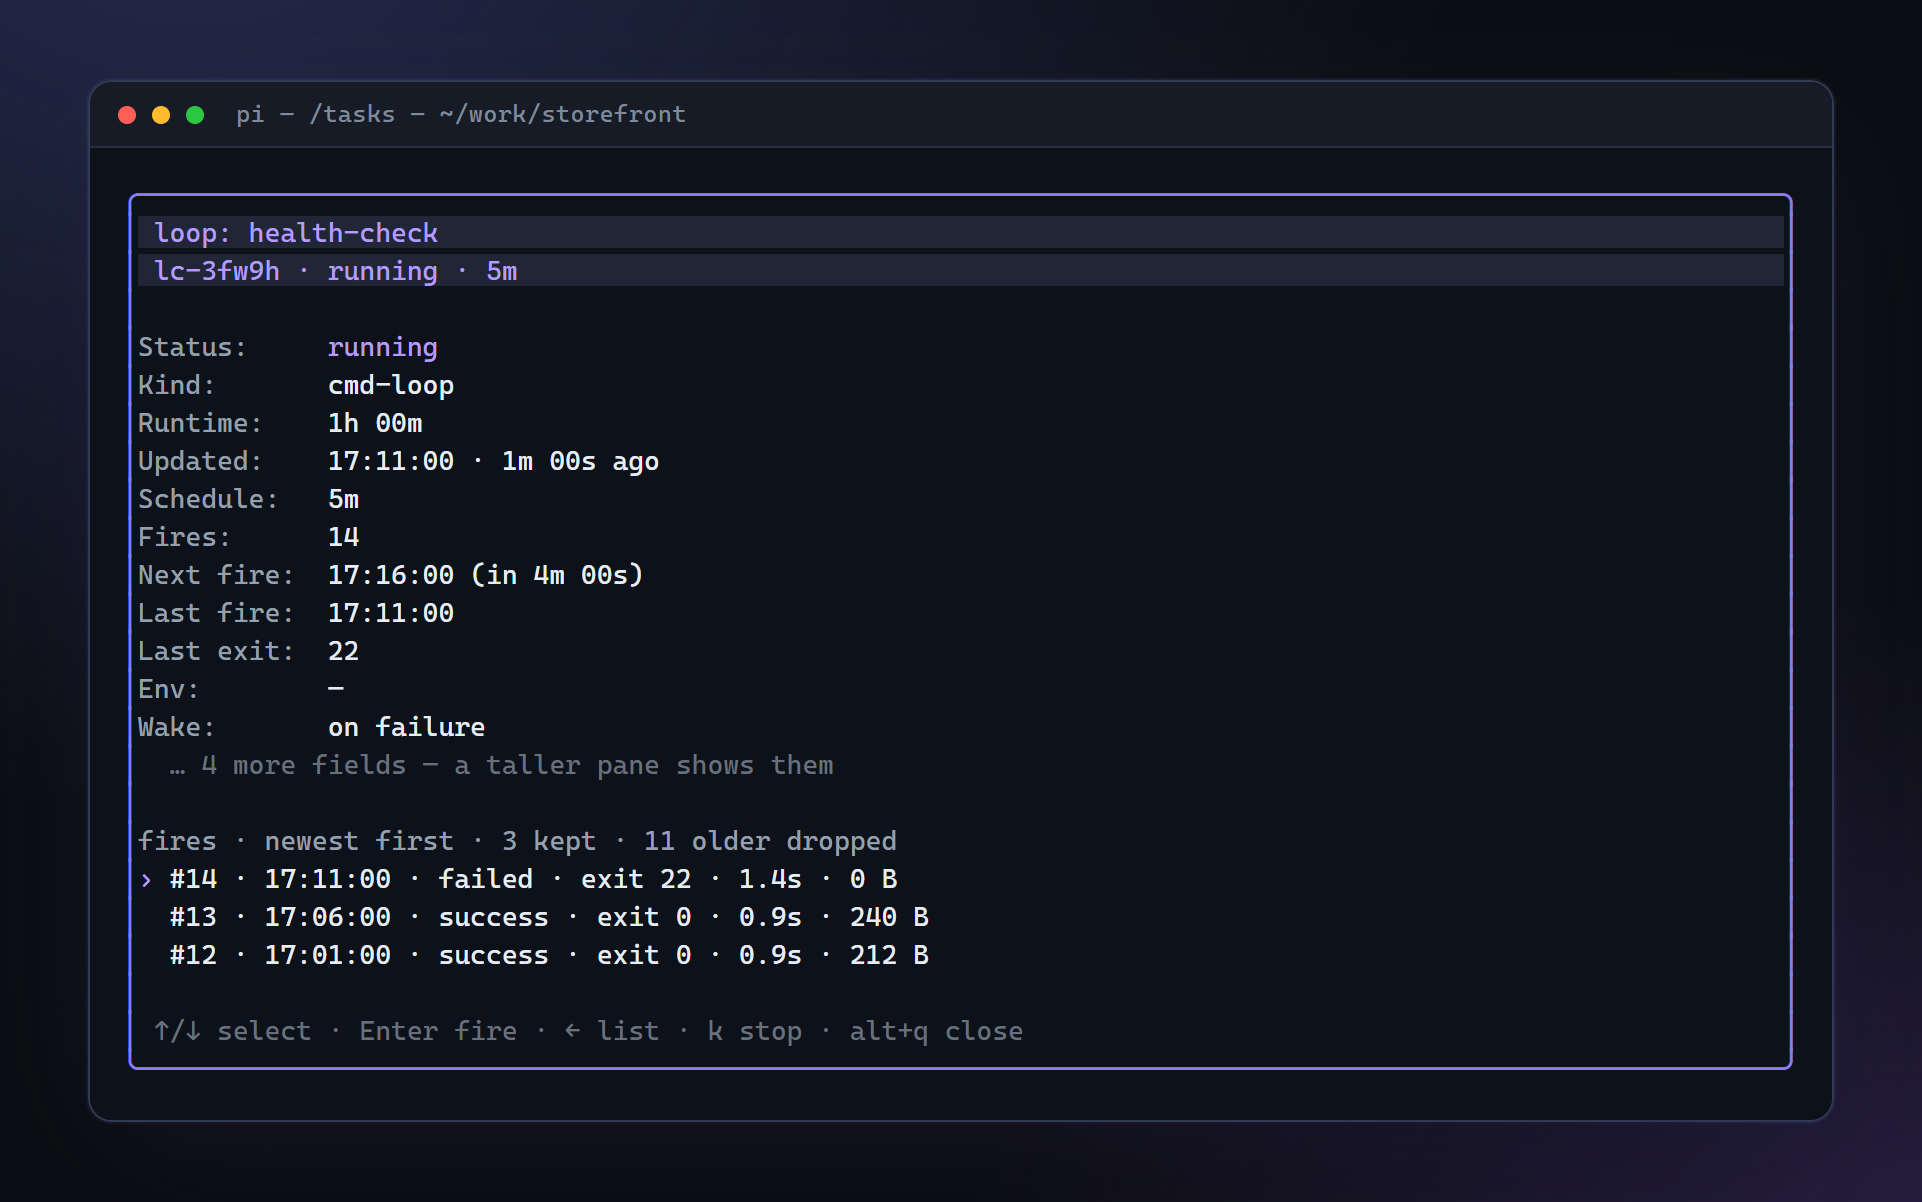 pi — /tasks — ~/work/storefront
loop: health-check
lc-3fw9h · running · 5m
Status: running
Kind: cmd-loop
Runtime: 1h 00m
Updated: 17:11:00 · 1m 00s ago
Schedule: 5m
Fires: 14
Next fire: 17:16:00 (in 4m 00s)
Last fire: 17:11:00
Last exit: 22
Env: —
Wake: on failure
… 4 more fields — a taller pane shows them
fires · newest first · 3 kept · 11 older dropped
› #14 · 17:11:00 · failed · exit 22 · 1.4s · 0 B
#13 · 17:06:00 · success · exit 0 · 0.9s · 240 B
#12 · 17:01:00 · success · exit 0 · 0.9s · 212 B
↑/↓ select · Enter fire · ← list · k stop · alt+q close